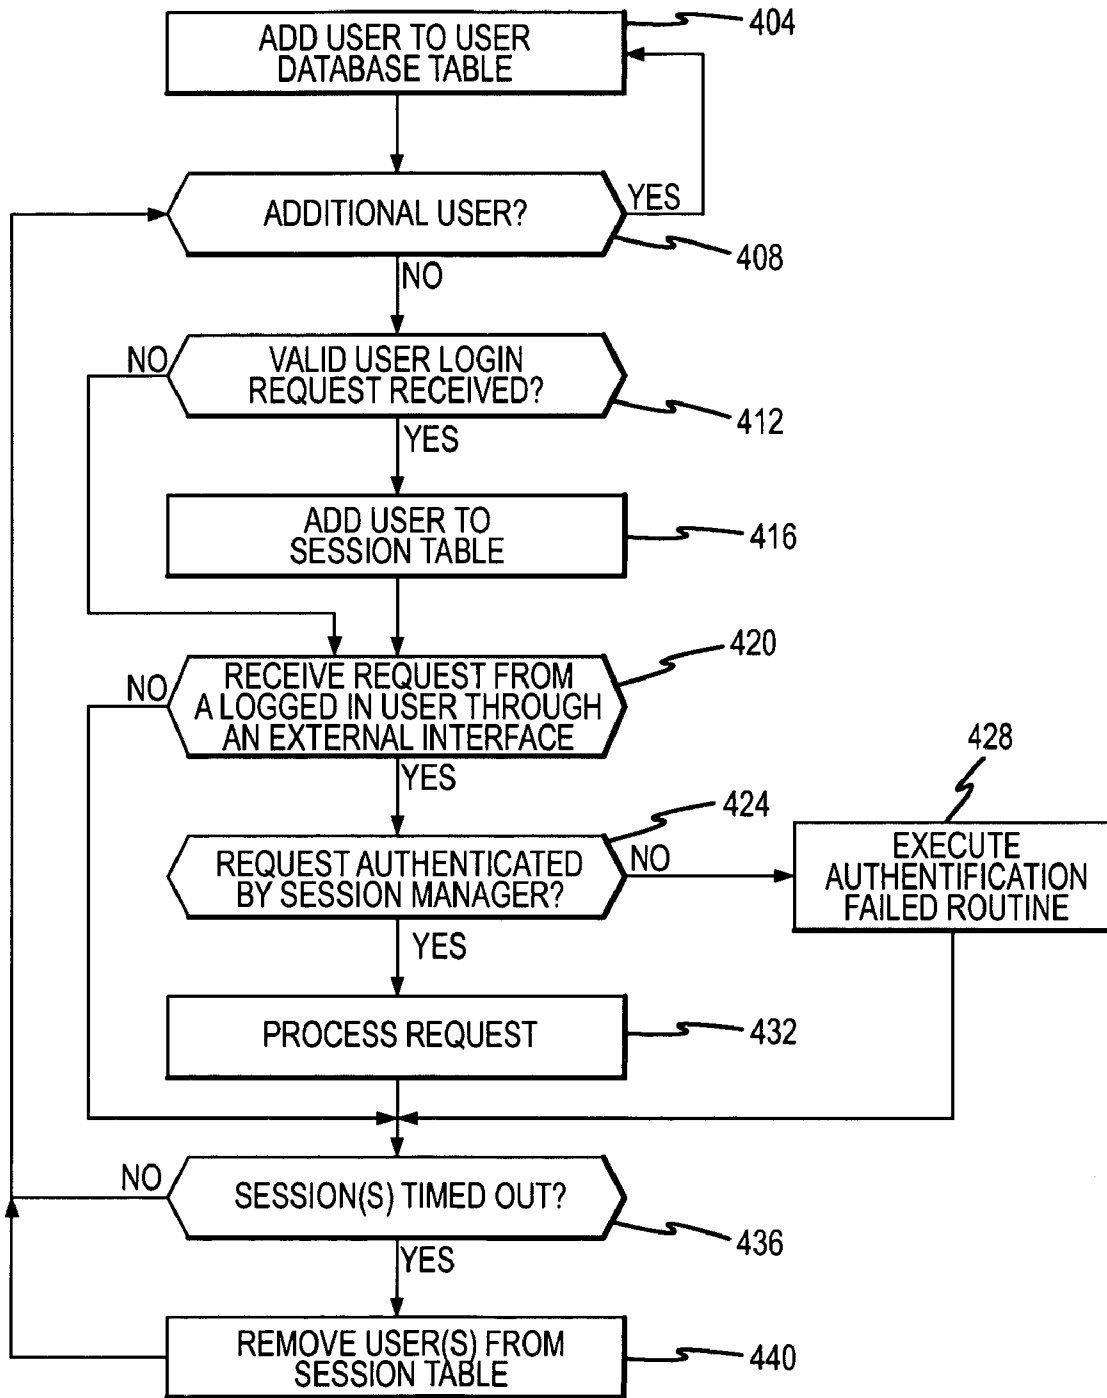 404
ADD USER TO USER
DATABASE TABLE
ADDITIONAL USER?
YES
408
NO
NO
VALID USER LOGIN
REQUEST RECEIVED?
412
YES
ADD USER TO
SESSION TABLE
416
420
NO
RECEIVE REQUEST FROM
A LOGGED IN USER THROUGH
AN EXTERNAL INTERFACE
YES
424
428
REQUEST AUTHENTICATED
BY SESSION MANAGER?
NO
EXECUTE
AUTHENTIFICATION
FAILED ROUTINE
YES
PROCESS REQUEST
432
NO
SESSION(S) TIMED OUT?
436
YES
REMOVE USER(S) FROM
SESSION TABLE
440